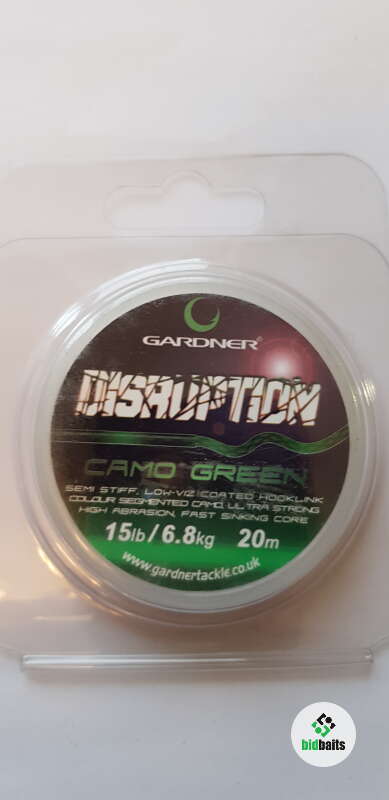 GARDNER®
DISRUPTION
CAMO GREEN
SEMI STIFF, LOW-VIZ COATED HOOKLINK
COLOUR SEGMENTED CAMO, ULTRA STRONG
HIGH ABRASION, FAST SINKING CORE
15lb/6.8kg 20m
www.gardnertackle.co.uk
bidbaits